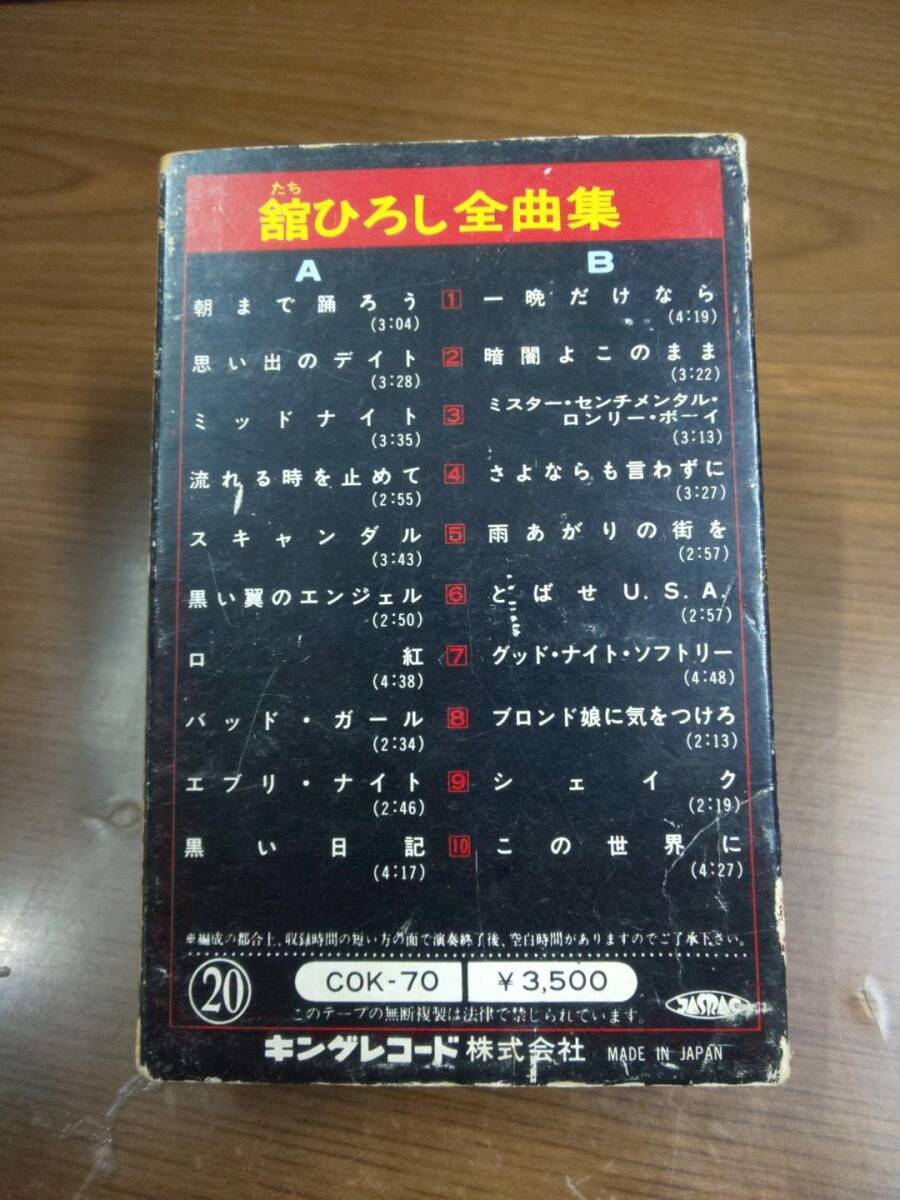 たち
舘ひろし全曲集
A
B
朝まで踊ろう 1 一晩だけなら
(3:04) (4:19)
思い出のデイト 2 暗闇よこのまま
(3:28) (3:22)
ミッドナイト 3 ミスター・センチメンタル・
ロンリー・ボーイ
(3:35) (3:13)
流れる時を止めて 4 さよならも言わずに
(2:55) (3:27)
スキャンダル 5 雨あがりの街を
(3:43) (2:57)
黒い翼のエンジェル 6 とばせU.S.A.
(2:50) (2:57)
口紅 7 グッド・ナイト・ソフトリー
(4:38) (4:48)
バッド・ガール 8 ブロンド娘に気をつけろ
(2:34) (2:13)
エブリ・ナイト 9 シェイク
(2:46) (2:19)
黒い日記 10 この世界に
(4:17) (4:27)
※編成の都合上、収録時間の短い方の面で演奏終了後、空白時間がありますのでご了承下さい。
20 COK-70 ¥3,500 JASRAC
このテープの無断複製は法律で禁じられています。
キングレコード株式会社 MADE IN JAPAN